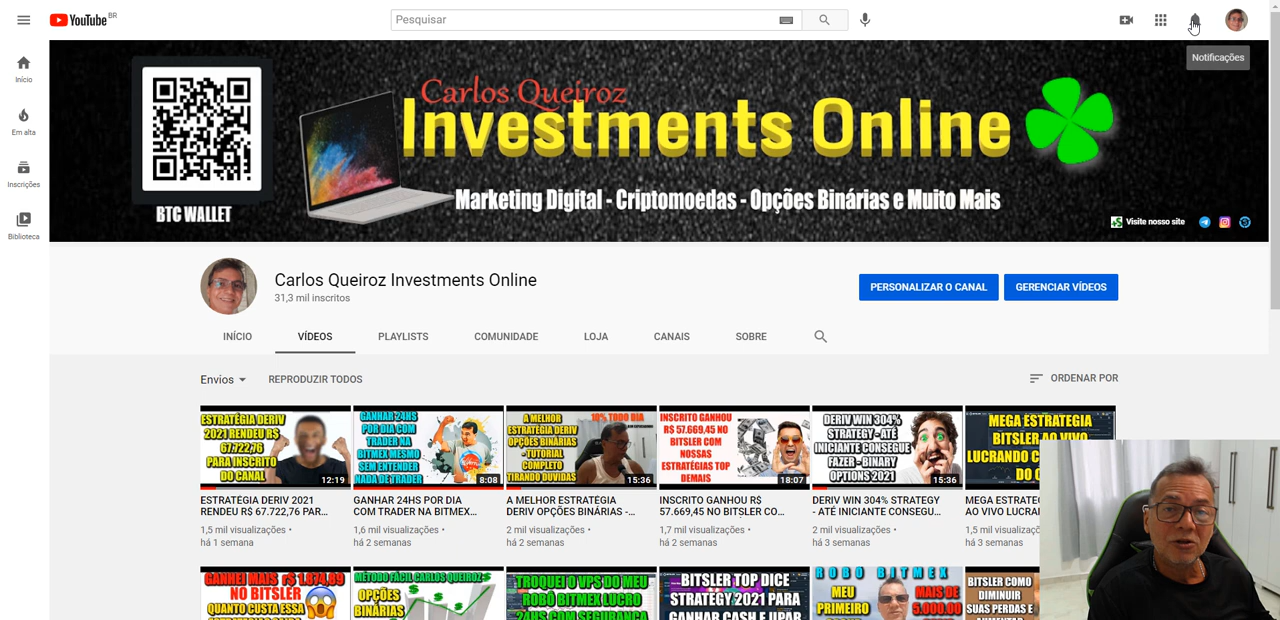 YouTube BR
Pesquisar
Notificações
Início
Em alta
Inscrições
Biblioteca
Carlos Queiroz
Investments Online
Marketing Digital - Criptomoedas - Opções Binárias e Muito Mais
BTC WALLET
Visite nosso site
Carlos Queiroz Investments Online
31,3 mil inscritos
PERSONALIZAR O CANAL
GERENCIAR VÍDEOS
INÍCIO VÍDEOS PLAYLISTS COMUNIDADE LOJA CANAIS SOBRE
Envios REPRODUZIR TODOS
ORDENAR POR
ESTRATÉGIA DERIV
2021 RENDEU R$
67.722,76
PARA INSCRITO
DO CANAL
12:19
ESTRATÉGIA DERIV 2021
RENDEU R$ 67.722,76 PAR...
1,5 mil visualizações •
há 1 semana
GANHAR 24HS
POR DIA COM
TRADER NA
BITMEX MESMO
SEM ENTENDER
NADA DE TRADER
8:08
GANHAR 24HS POR DIA
COM TRADER NA BITMEX...
1,6 mil visualizações •
há 2 semanas
A MELHOR
ESTRATÉGIA DERIV
OPÇÕES BINÁRIAS -
TUTORIAL
COMPLETO
TIRANDO DUVIDAS
10% TODO DIA
15:36
A MELHOR ESTRATÉGIA
DERIV OPÇÕES BINÁRIAS -...
2 mil visualizações •
há 2 semanas
INSCRITO GANHOU
R$ 57.669,45 NO
BITSLER COM
NOSSAS
ESTRATÉGIAS TOP
DEMAIS
18:07
INSCRITO GANHOU R$
57.669,45 NO BITSLER CO...
1,7 mil visualizações •
há 2 semanas
DERIV WIN 304%
STRATEGY - ATÉ
INICIANTE CONSEGUE
FAZER - BINARY
OPTIONS 2021
15:36
DERIV WIN 304% STRATEGY
- ATÉ INICIANTE CONSEGU...
2 mil visualizações •
há 3 semanas
MEGA ESTRATEGIA
BITSLER AO VIVO
LUCRANDO CO
DO C
MEGA ESTRATE
AO VIVO LUCRA
1,5 mil visualiz
há 3 semanas
GANHEI MAIS R$ 1.874,89
NO BITSLER
QUANTO CUSTA ESSA
MÉTODO FÁCIL CARLOS QUEIROZ
OPÇÕES
BINÁRIAS
TROQUEI O VPS DO MEU
ROBÔ BITMEX LUCRO
24HS COM SEGURANÇA
BITSLER TOP DICE
STRATEGY 2021 PARA
GANHAR CASH E UPAR
ROBÔ BITMEX
MEU
PRIMEIRO
MAIS DE
5.000,00
BITSLER COMO
DIMINUIR
SUAS PERDAS E